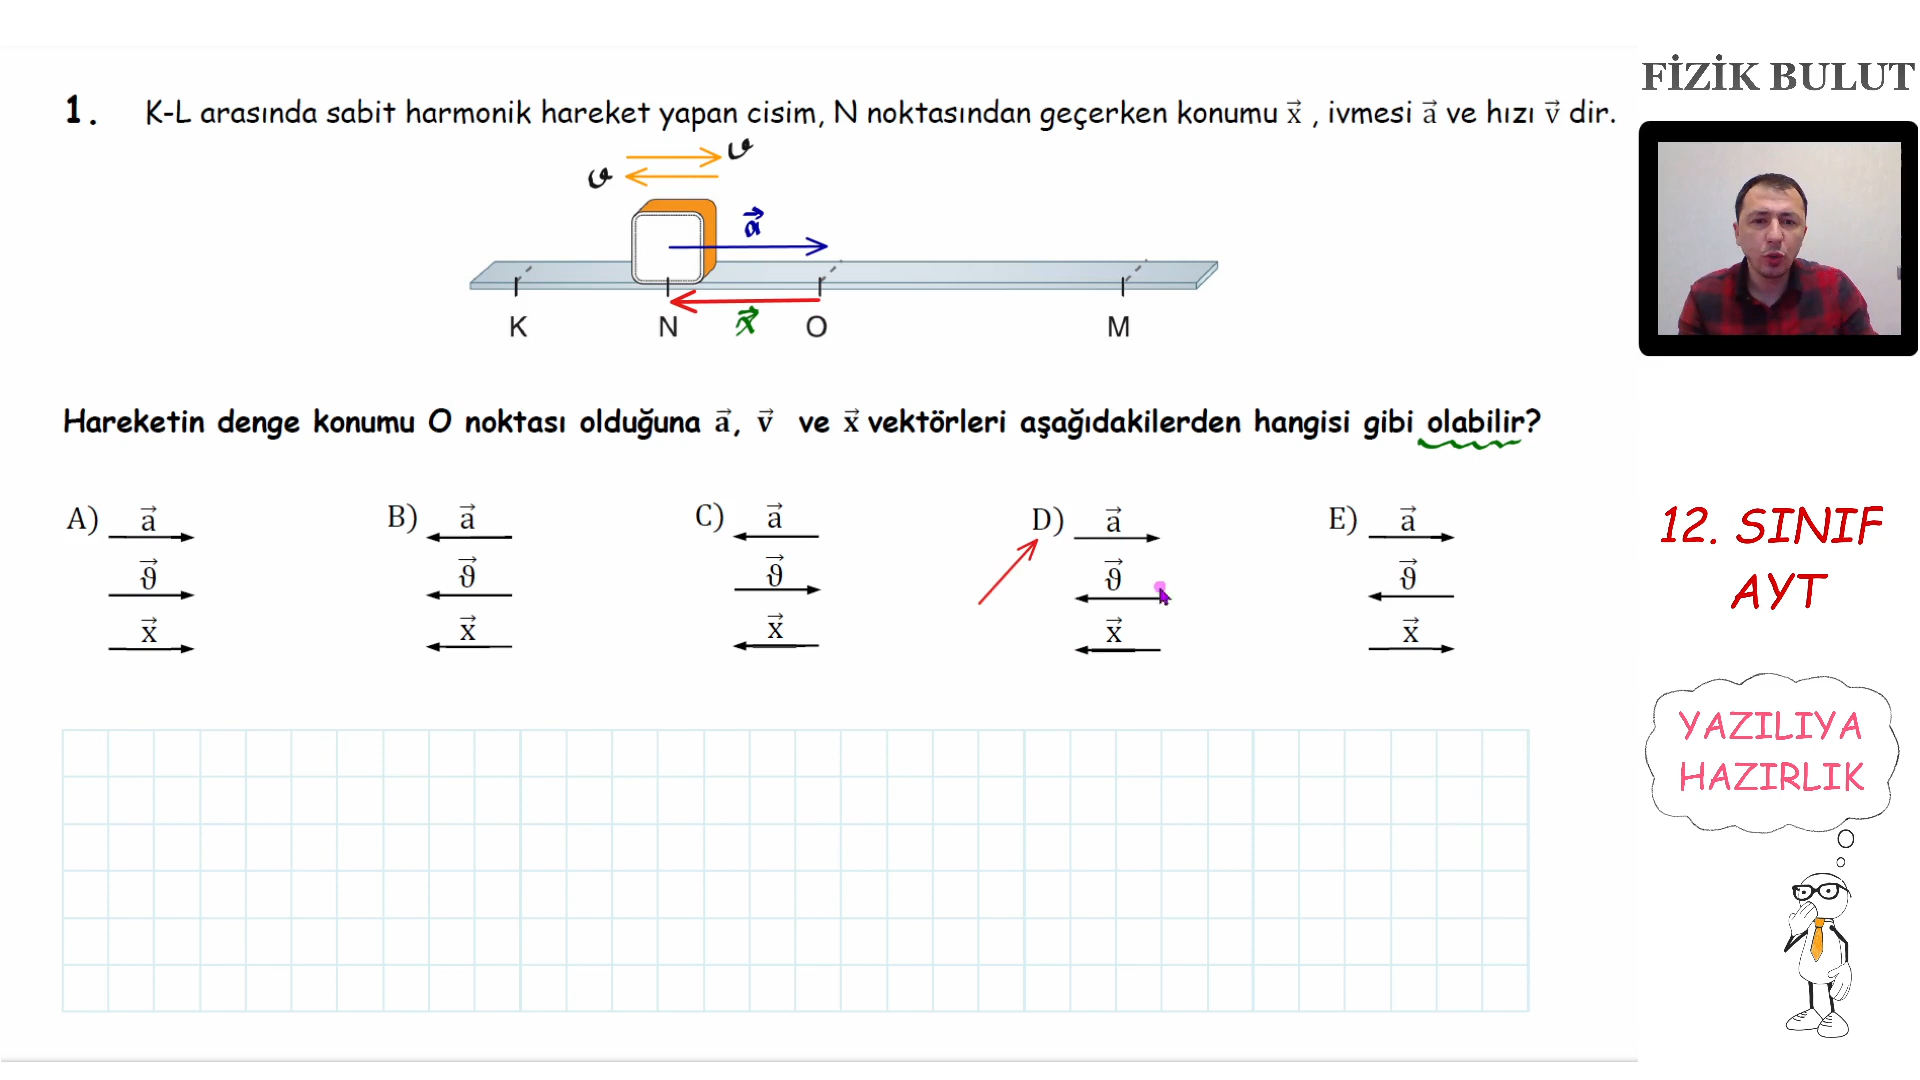 FİZİK BULUT
1. K-L arasında sabit harmonik hareket yapan cisim, N noktasından geçerken konumu x⃗ , ivmesi a⃗ ve hızı v⃗ dir.
ϑ
ϑ
a⃗
K N x⃗ O M
Hareketin denge konumu O noktası olduğuna a⃗, v⃗ ve x⃗ vektörleri aşağıdakilerden hangisi gibi olabilir?
A) a⃗
ϑ⃗
x⃗
B) a⃗
ϑ⃗
x⃗
C) a⃗
ϑ⃗
x⃗
D) a⃗
ϑ⃗
x⃗
E) a⃗
ϑ⃗
x⃗
12. SINIF
AYT
YAZILIYA
HAZIRLIK